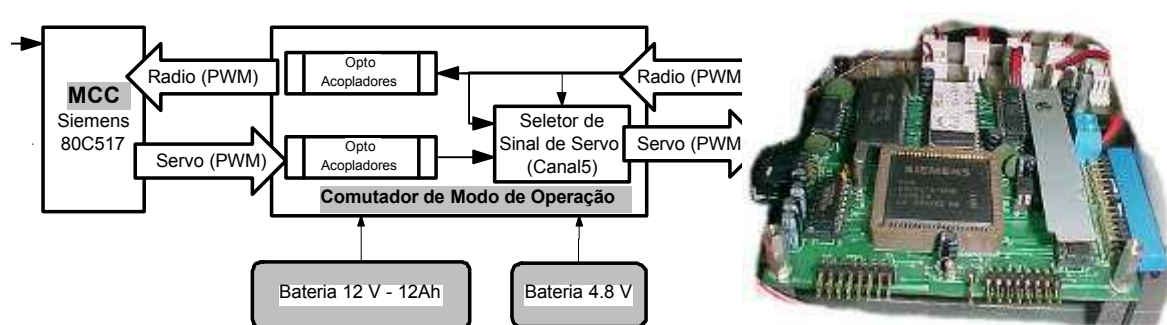 Radio (PWM)
MCC
Siemens
80C517
Servo (PWM)
Opto
Acopladores
Opto
Acopladores
Seletor de
Sinal de Servo
(Canal5)
Radio (PWM
Servo (PWM
Comutador de Modo de Operação
Bateria 12 V - 12Ah
Bateria 4.8 V
SIEMENS